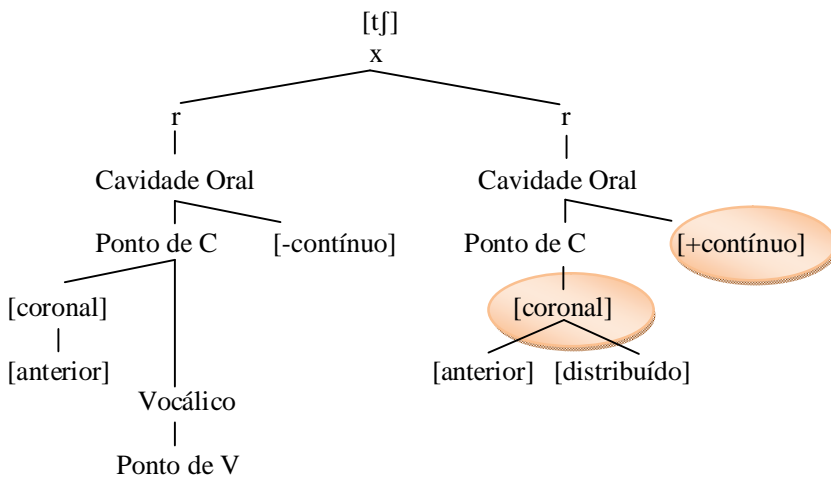 [tʃ]
x
r r
Cavidade Oral Cavidade Oral
Ponto de C [-contínuo] Ponto de C [+contínuo]
[coronal] [coronal]
[anterior] [anterior] [distribuído]
Vocálico
Ponto de V